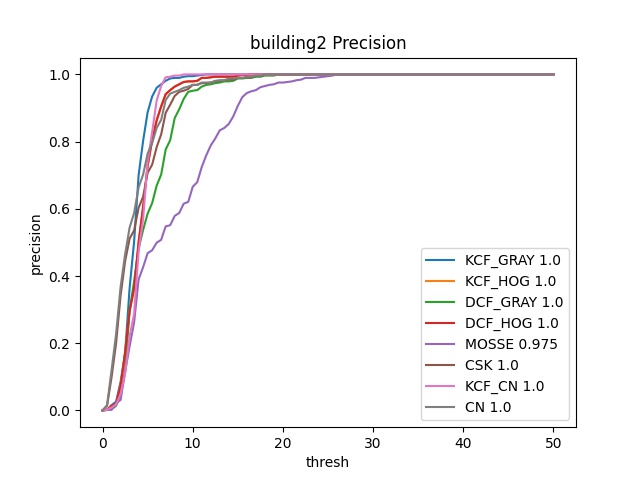 building2 Precision
precision
1.0
0.8
0.6
0.4
0.2
0.0
KCF_GRAY 1.0
KCF_HOG 1.0
DCF_GRAY 1.0
DCF_HOG 1.0
MOSSE 0.975
CSK 1.0
KCF_CN 1.0
CN 1.0
0 10 20 30 40 50
thresh